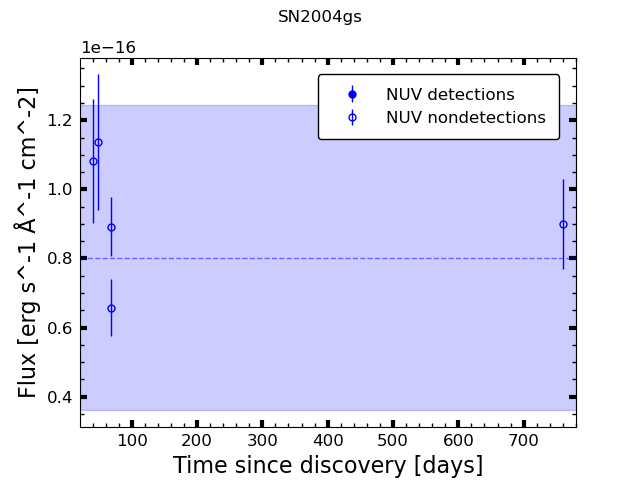 SN2004gs
1e−16
NUV detections
NUV nondetections
1.2
1.0
0.8
0.6
0.4
Flux [erg s^-1 Å^-1 cm^-2]
100 200 300 400 500 600 700
Time since discovery [days]